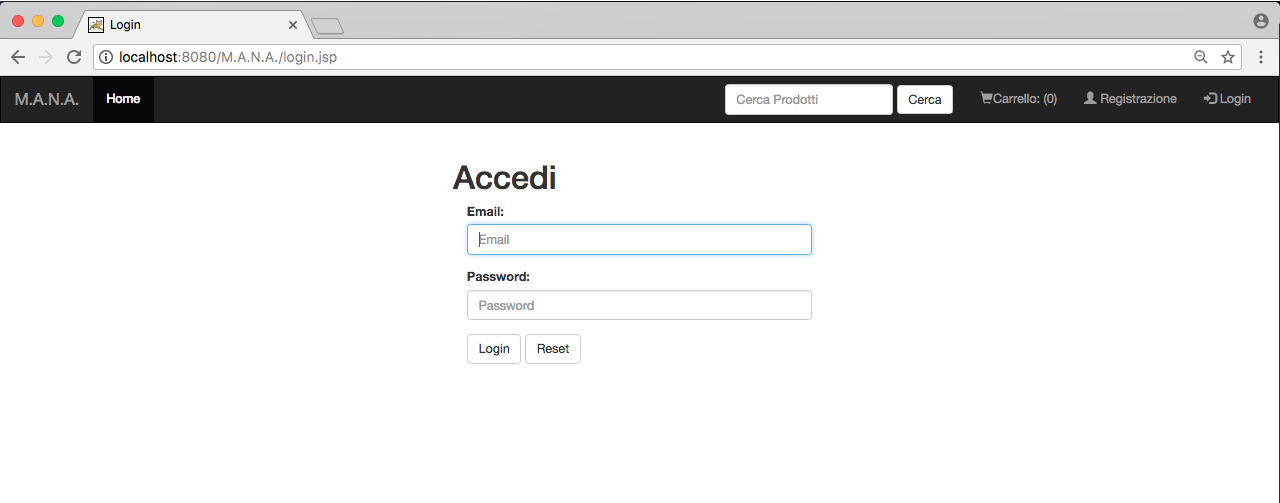 Login
localhost:8080/M.A.N.A./login.jsp
M.A.N.A. Home Cerca Prodotti Cerca Carrello: (0) Registrazione Login
Accedi
Email:
Email
Password:
Password
Login Reset